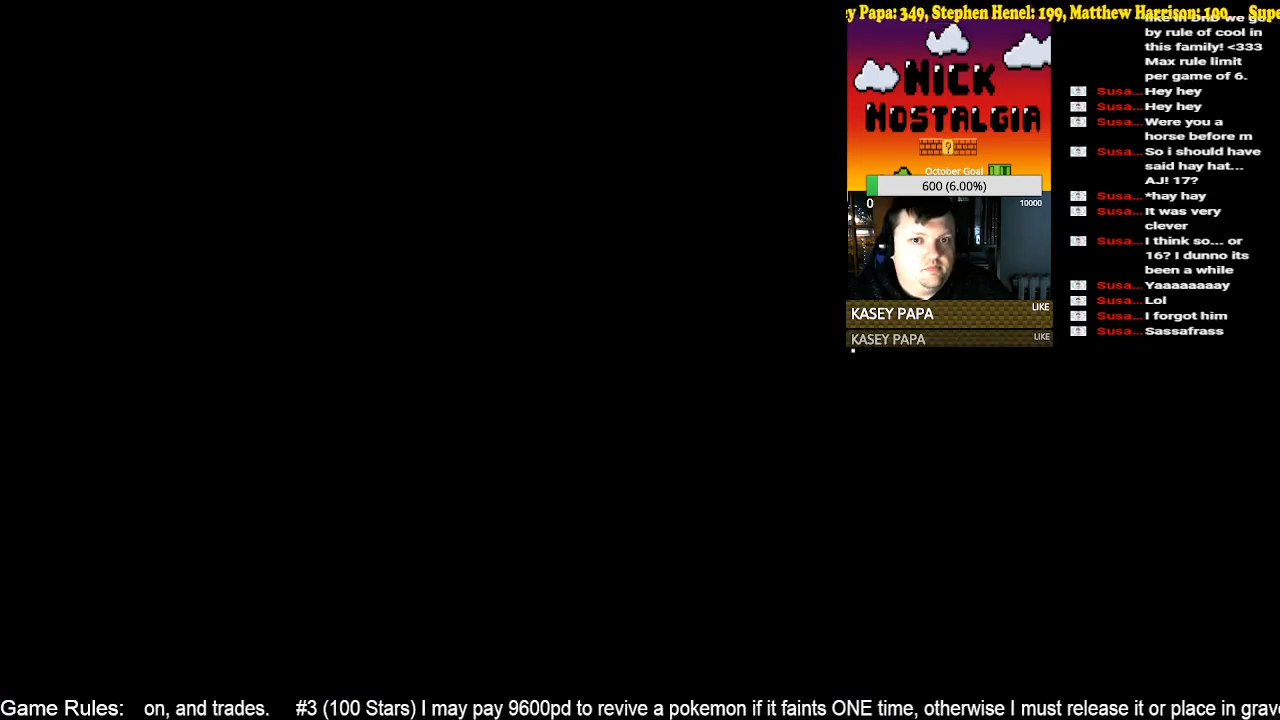 ey Papa: 349, Stephen Henel: 199, Matthew Harrison: 100 Supe
NICK
NOSTALGIA
?
October Goal
600 (6.00%)
0 10000
KASEY PAPA LIKE
KASEY PAPA LIKE
by rule of cool in
this family! <333
Max rule limit
per game of 6.
Susa... Hey hey
Susa... Hey hey
Susa... Were you a
horse before m
Susa... So i should have
said hay hat...
AJ! 17?
Susa... *hay hay
Susa... It was very
clever
Susa... I think so... or
16? I dunno its
been a while
Susa... Yaaaaaaaay
Susa... Lol
Susa... I forgot him
Susa... Sassafrass
Game Rules: on, and trades. #3 (100 Stars) I may pay 9600pd to revive a pokemon if it faints ONE time, otherwise I must release it or place in grave